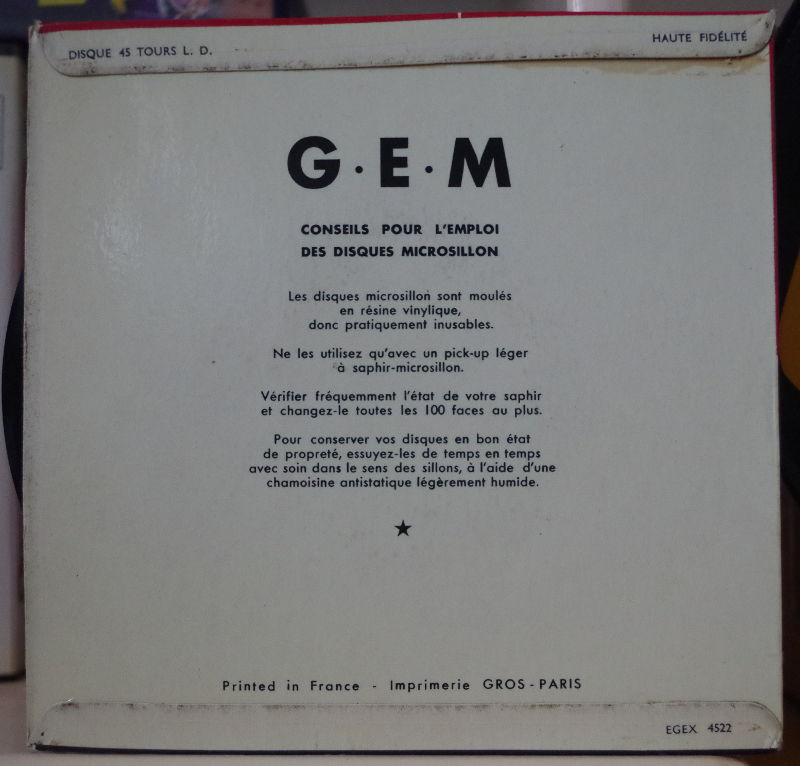 DISQUE 45 TOURS L. D.
HAUTE FIDÉLITÉ
G·E·M
CONSEILS POUR L'EMPLOI
DES DISQUES MICROSILLON
Les disques microsillon sont moulés
en résine vinylique,
donc pratiquement inusables.
Ne les utilisez qu'avec un pick-up léger
à saphir-microsillon.
Vérifier fréquemment l'état de votre saphir
et changez-le toutes les 100 faces au plus.
Pour conserver vos disques en bon état
de propreté, essuyez-les de temps en temps
avec soin dans le sens des sillons, à l'aide d'une
chamoisine antistatique légèrement humide.
Printed in France - Imprimerie GROS - PARIS
EGEX 4522